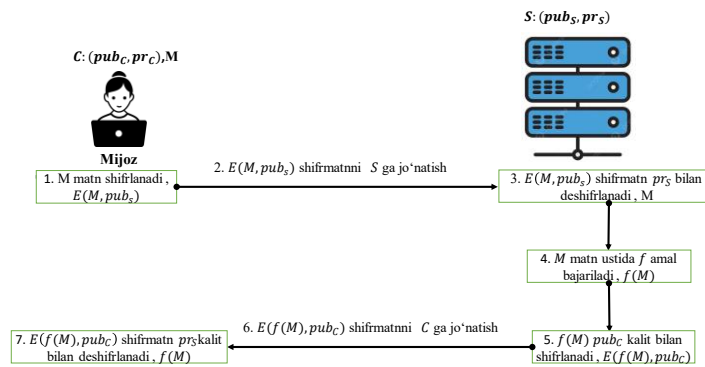 S: (pub_S, pr_S)
C: (pub_C, pr_C), M
Mijoz
1. M matn shifrlanadi ,
E(M, pub_s)
2. E(M, pub_s) shifrmatnni S ga jo‘natish
3. E(M, pub_s) shifrmatn pr_S bilan
deshifrlanadi , M
4. M matn ustida f amal
bajariladi , f(M)
5. f(M) pub_C kalit bilan
shifrlanadi , E(f(M), pub_C)
6. E(f(M), pub_C) shifrmatnni C ga jo‘natish
7. E(f(M), pub_C) shifrmatn pr_S kalit
bilan deshifrlanadi , f(M)